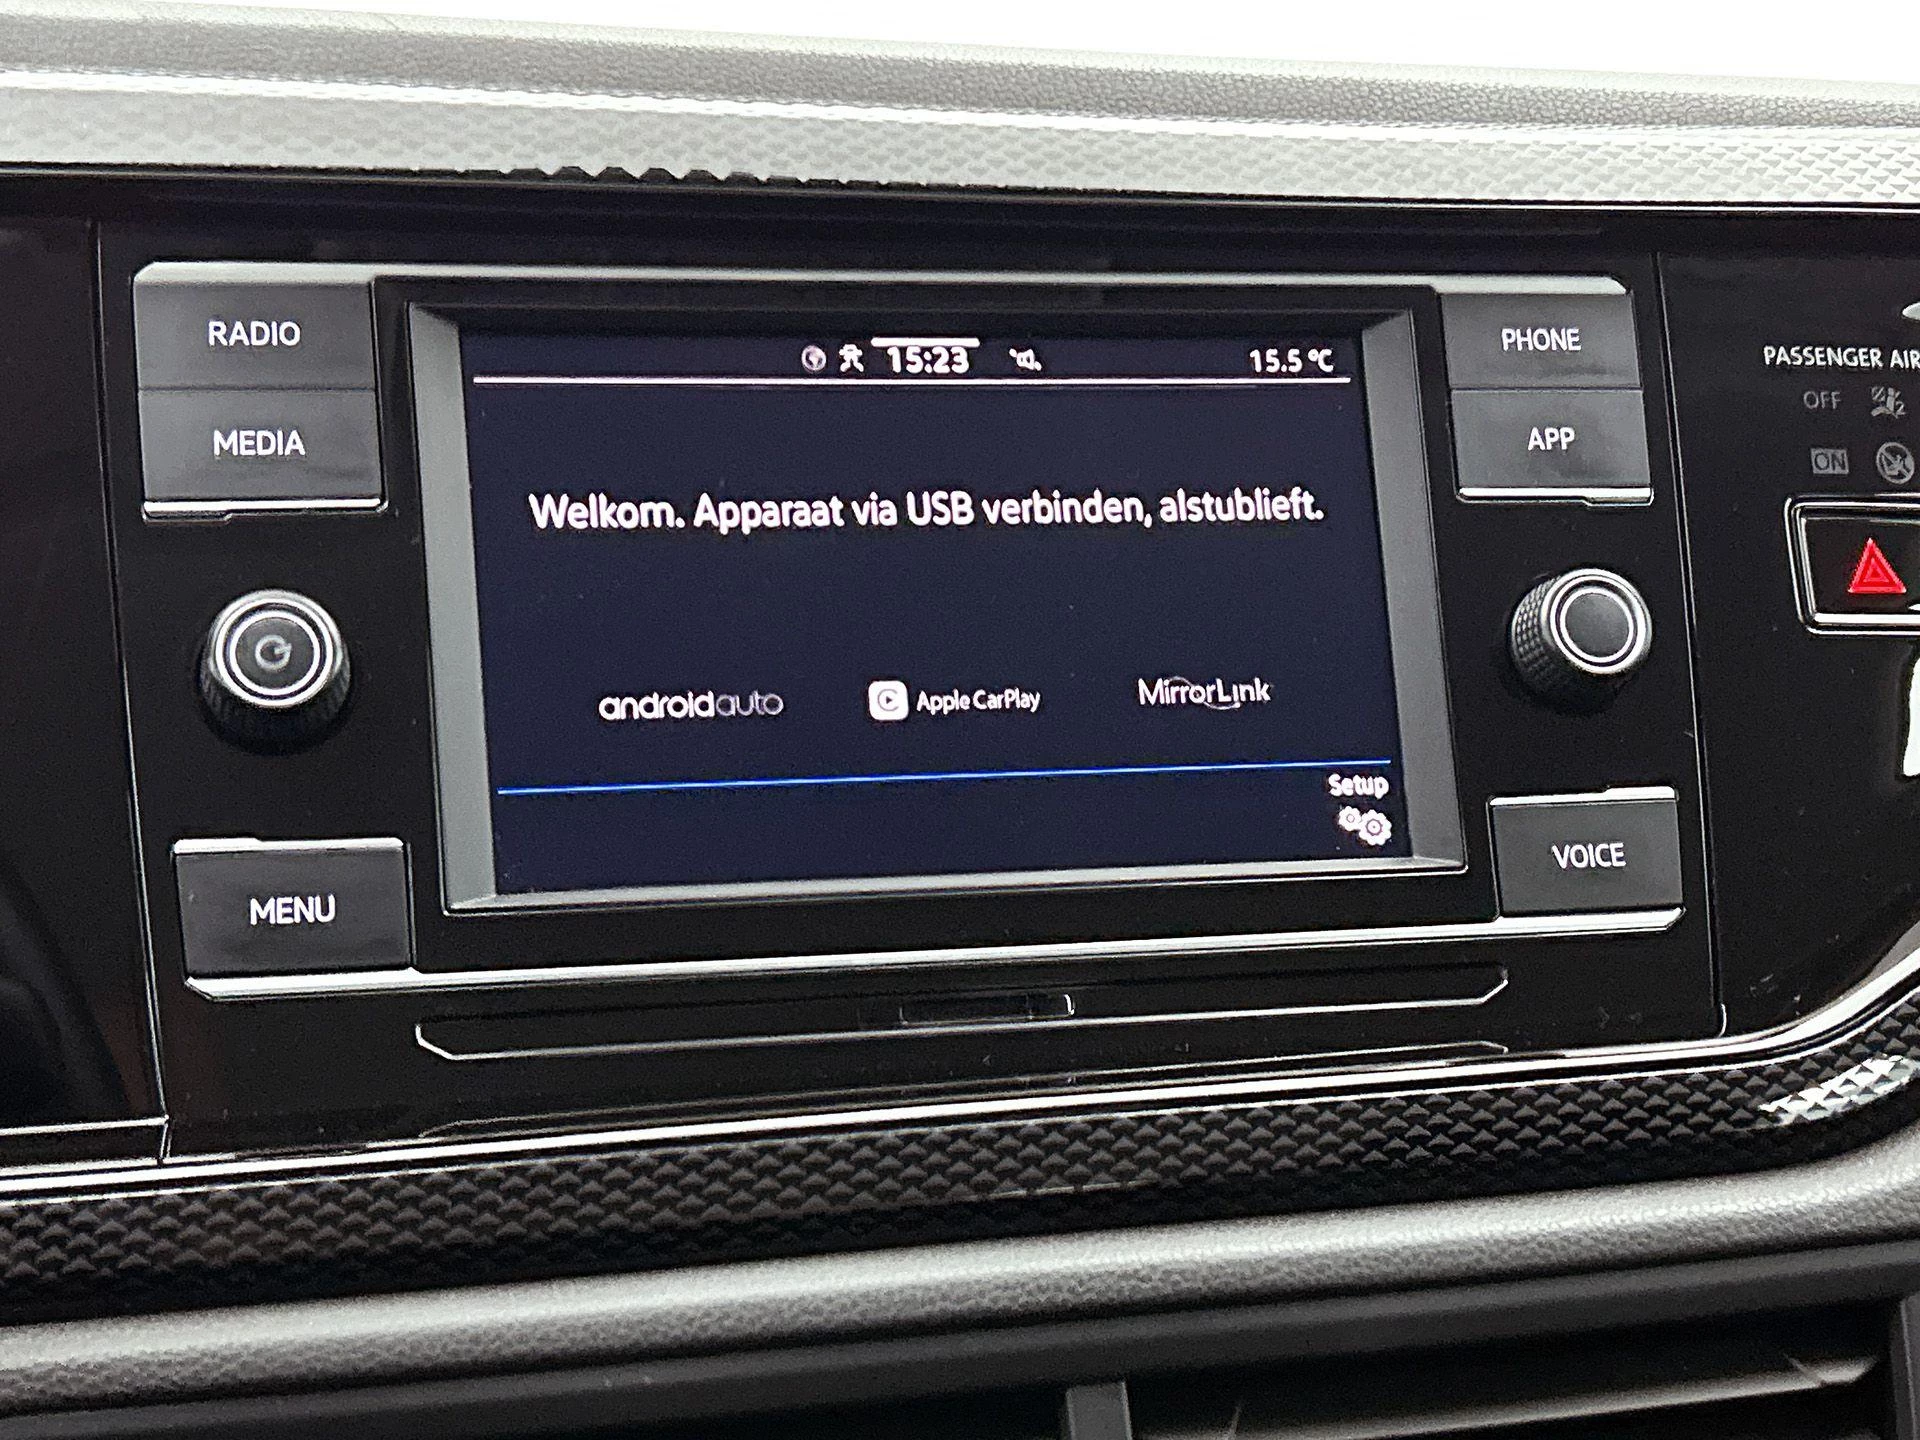 RADIO
MEDIA
MENU
15:23
15.5 °C
Welkom. Apparaat via USB verbinden, alstublieft.
androidauto
Apple CarPlay
MirrorLink
Setup
PHONE
APP
VOICE
PASSENGER AIR
OFF
ON